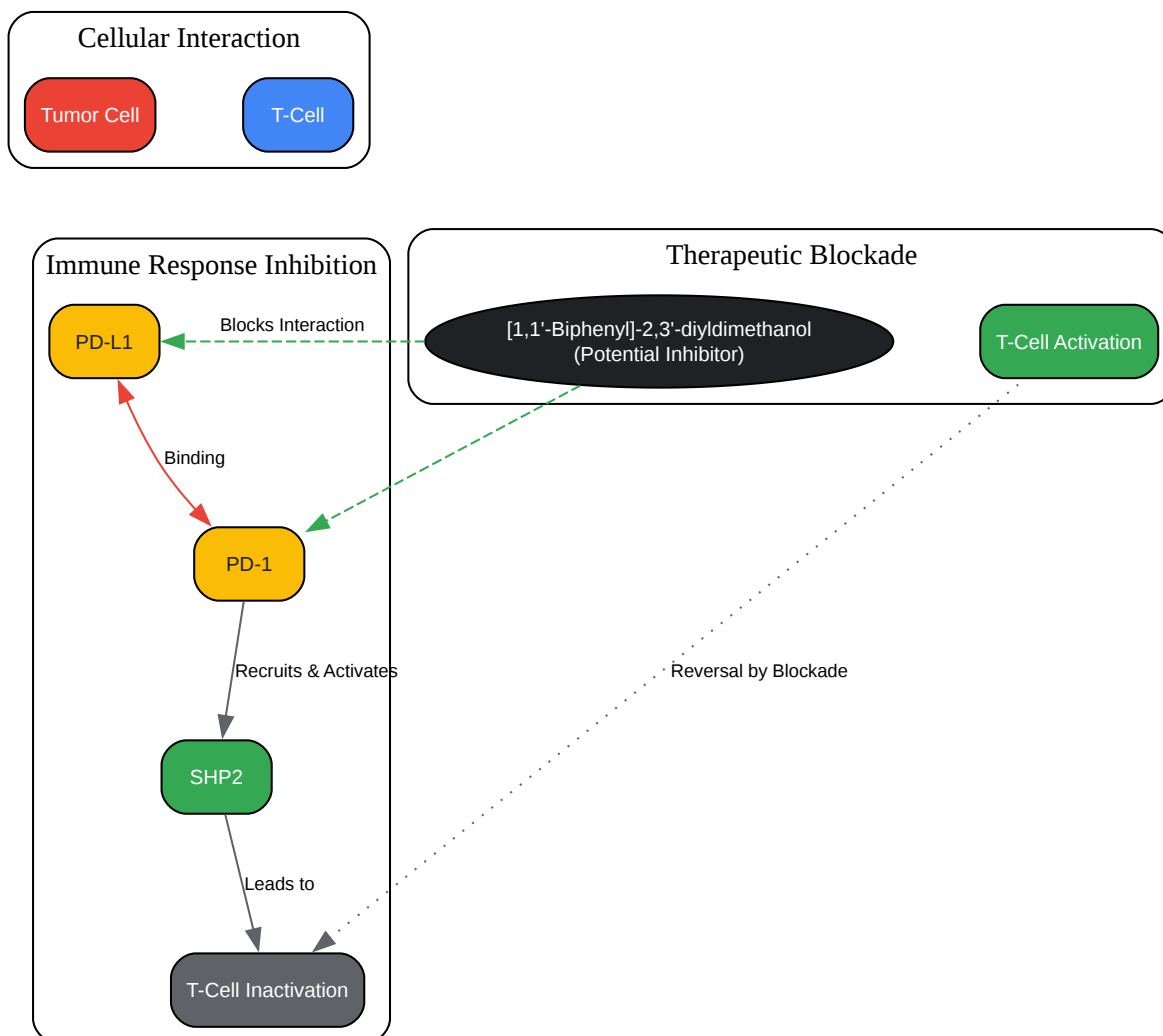 Cellular Interaction
Tumor Cell
T-Cell
Immune Response Inhibition
Therapeutic Blockade
PD-L1
Blocks Interaction
[1,1'-Biphenyl]-2,3'-diyldimethanol
(Potential Inhibitor)
T-Cell Activation
Binding
PD-1
Recruits & Activates
Reversal by Blockade
SHP2
Leads to
T-Cell Inactivation